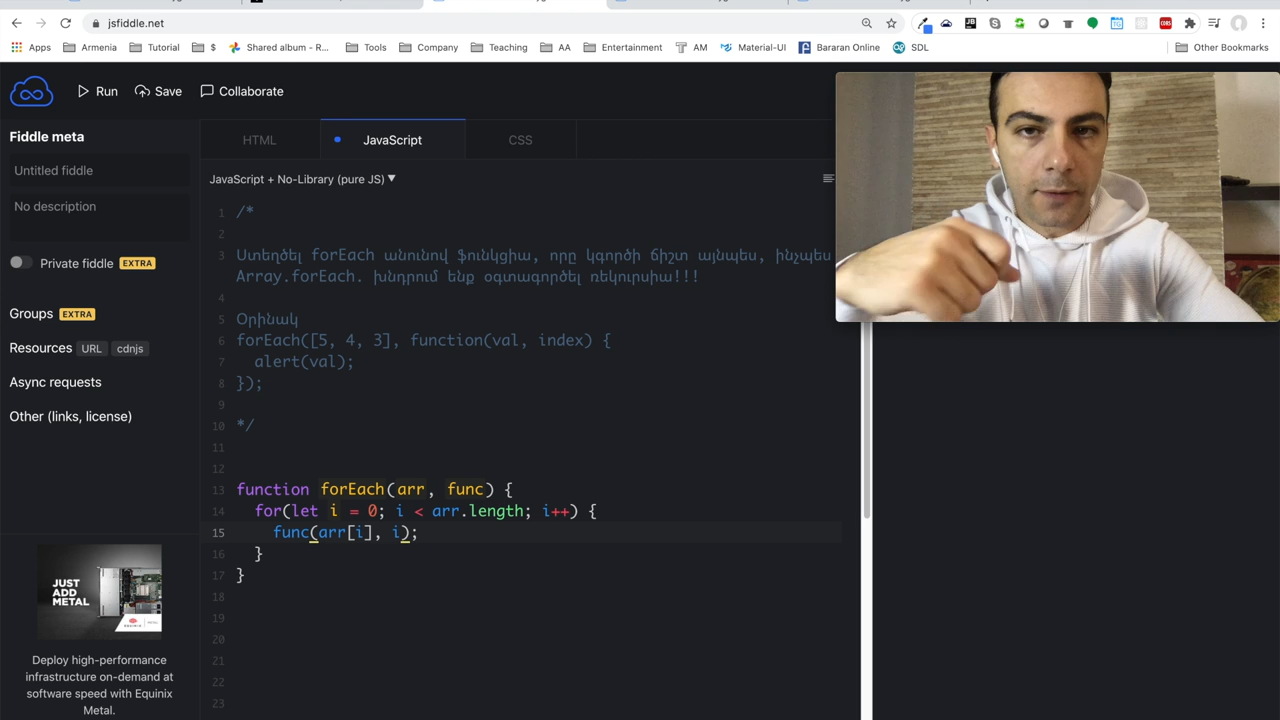 jsfiddle.net
Apps Armenia Tutorial $ Shared album - R... Tools Company Teaching AA Entertainment AM Material-UI Bararan Online SDL Other Bookmarks
Run Save Collaborate
Fiddle meta
Untitled fiddle
No description
Private fiddle EXTRA
Groups EXTRA
Resources URL cdnjs
Async requests
Other (links, license)
JUST
ADD
METAL
EQUINIX METAL
Deploy high-performance
infrastructure on-demand at
software speed with Equinix
Metal.
HTML JavaScript CSS
JavaScript + No-Library (pure JS) ▼
1 /*
2
3 Ստեղծել forEach անունով ֆունկցիա, որը կգործի ճիշտ այնպես, ինչպես
Array.forEach. խնդրում ենք օգտագործել ռեկուրսիա!!!
4
5 Օրինակ
6 forEach([5, 4, 3], function(val, index) {
7 alert(val);
8 });
9
10 */
11
12
13 function forEach(arr, func) {
14 for(let i = 0; i < arr.length; i++) {
15 func(arr[i], i);
16 }
17 }
18
19
20
21
22
23